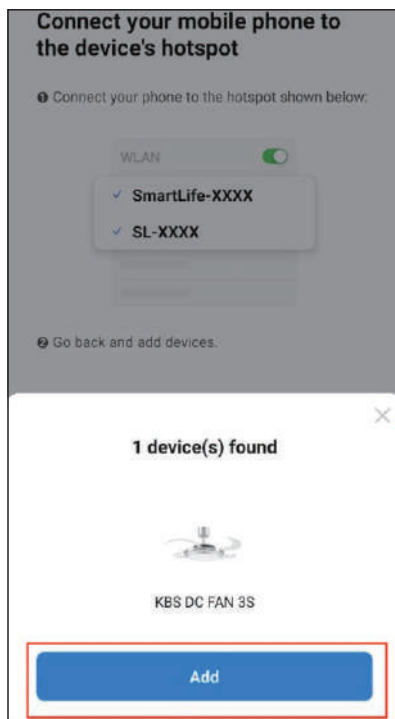 Connect your mobile phone to
the device's hotspot
❶ Connect your phone to the hotspot shown below:
WLAN
SmartLife-XXXX
SL-XXXX
❷ Go back and add devices.
1 device(s) found
KBS DC FAN 3S
Add